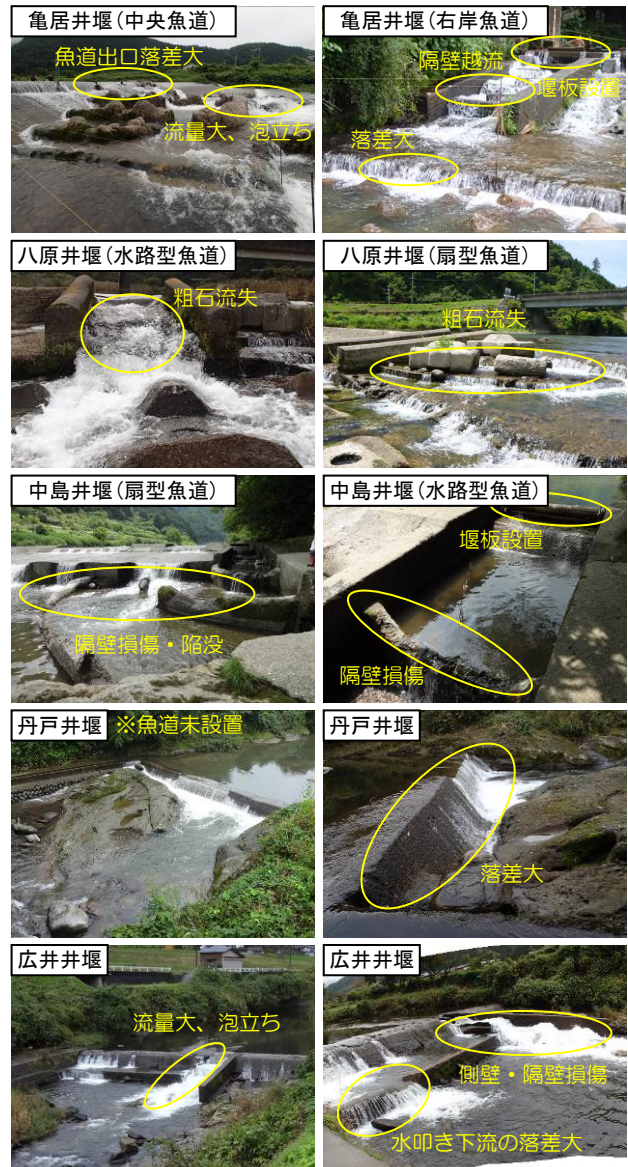 亀居井堰(中央魚道)
魚道出口落差大
流量大、泡立ち
亀居井堰(右岸魚道)
隔壁越流
堰板設置
落差大
八原井堰(水路型魚道)
粗石流失
八原井堰(扇型魚道)
粗石流失
中島井堰(扇型魚道)
隔壁損傷・陥没
中島井堰(水路型魚道)
堰板設置
隔壁損傷
丹戸井堰 ※魚道未設置
丹戸井堰
落差大
広井井堰
流量大、泡立ち
広井井堰
側壁・隔壁損傷
水叩き下流の落差大